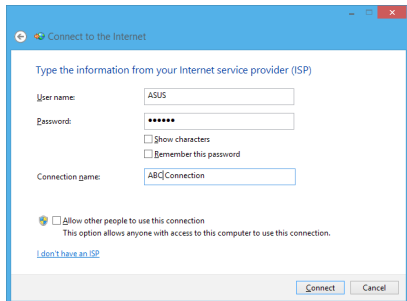 Connect to the Internet
Type the information from your Internet service provider (ISP)
User name: ASUS
Password: ••••••
Show characters
Remember this password
Connection name: ABC Connection
Allow other people to use this connection
This option allows anyone with access to this computer to use this connection.
I don't have an ISP
Connect Cancel